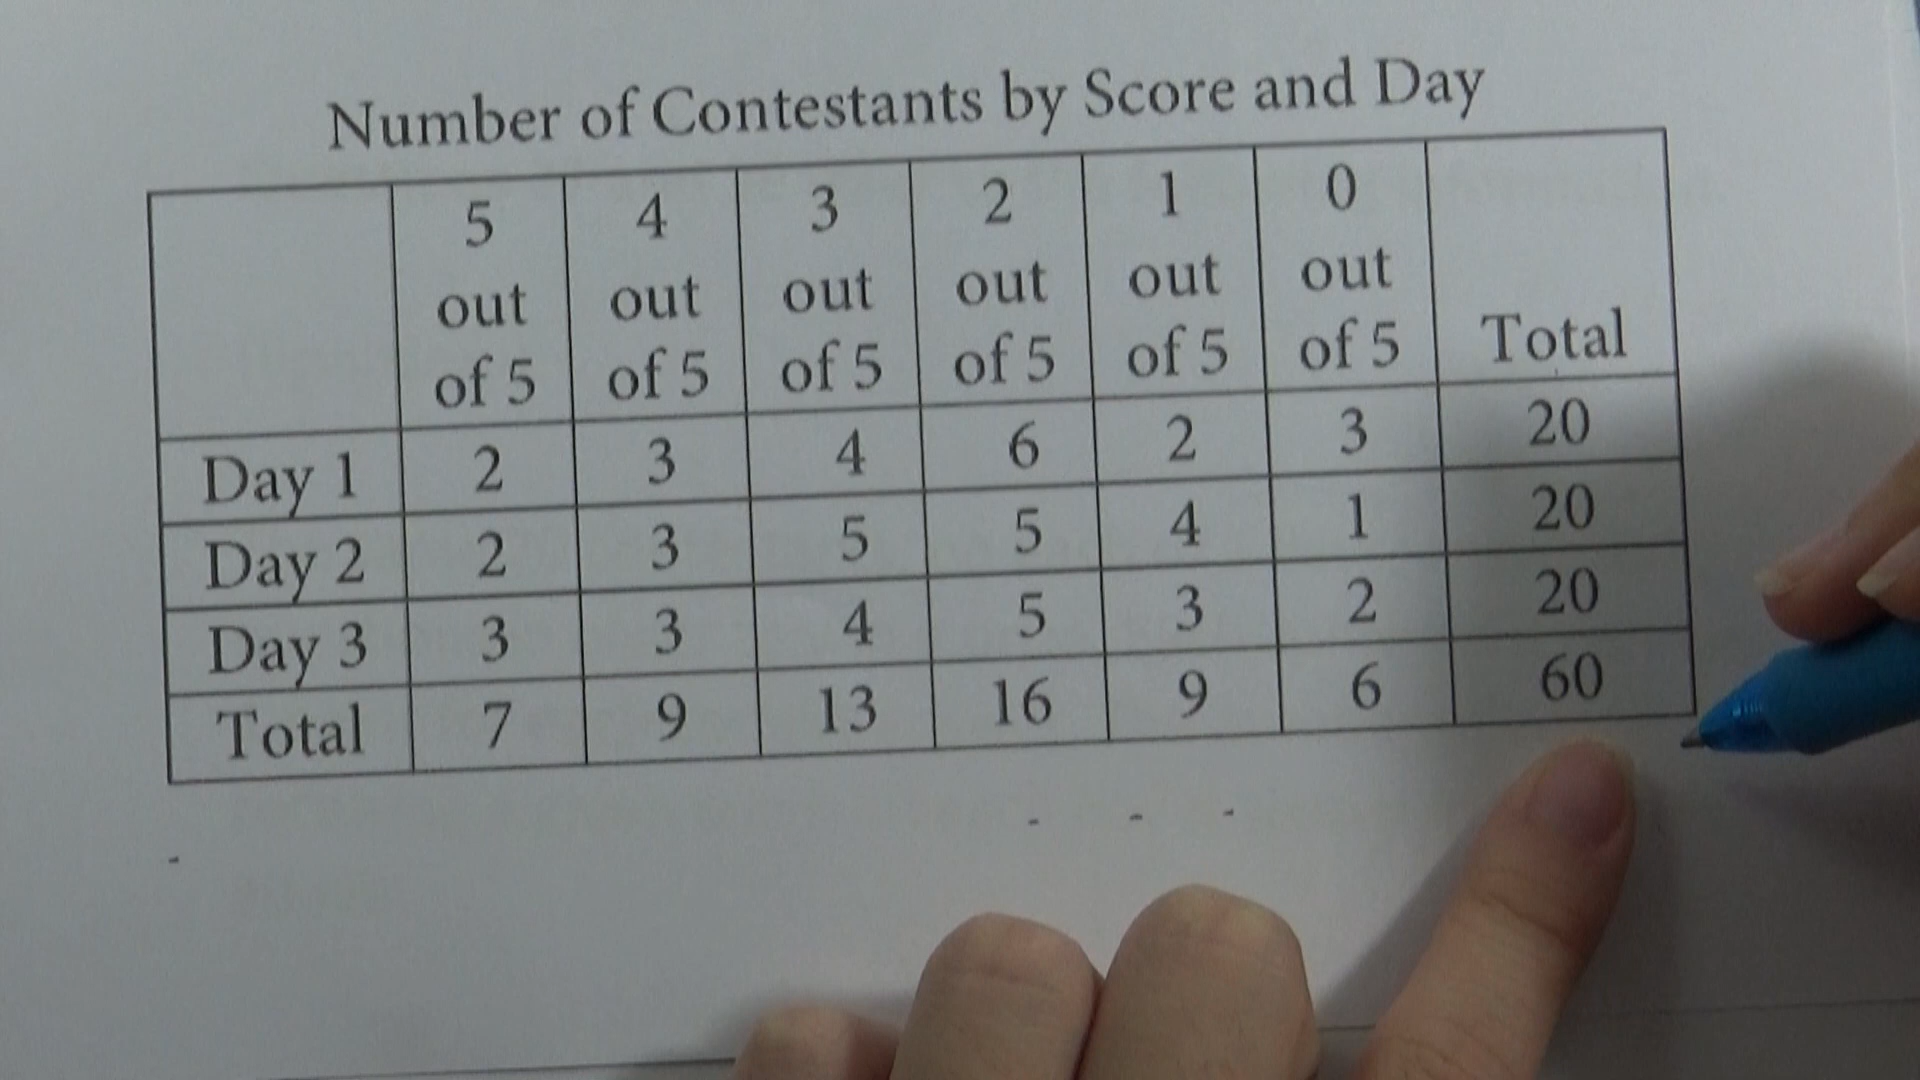 Number of Contestants by Score and Day
5 out of 5 4 out of 5 3 out of 5 2 out of 5 1 out of 5 0 out of 5 Total
Day 1 2 3 4 6 2 3 20
Day 2 2 3 5 5 4 1 20
Day 3 3 3 4 5 3 2 20
Total 7 9 13 16 9 6 60